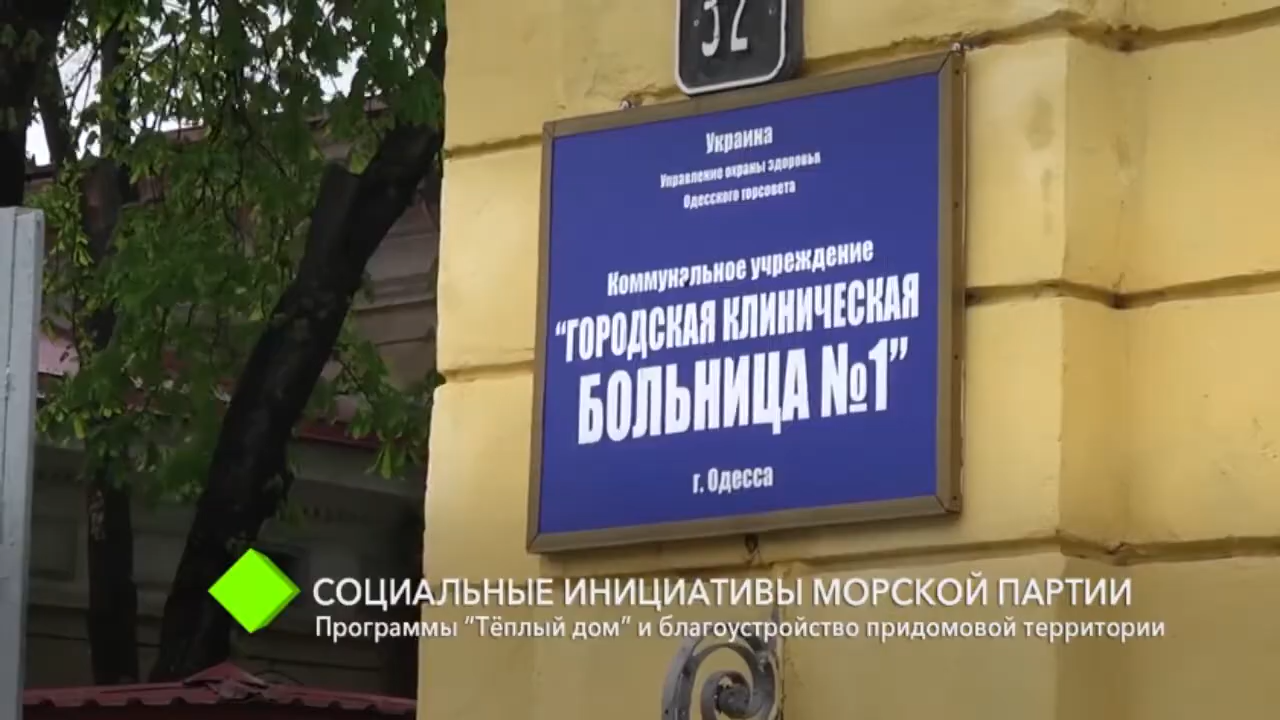 32
Украина
Управление охраны здоровья
Одесского горсовета
Коммунальное учреждение
“ГОРОДСКАЯ КЛИНИЧЕСКАЯ
БОЛЬНИЦА №1”
г. Одесса
СОЦИАЛЬНЫЕ ИНИЦИАТИВЫ МОРСКОЙ ПАРТИИ
Программы “Тёплый дом” и благоустройство придомовой территории